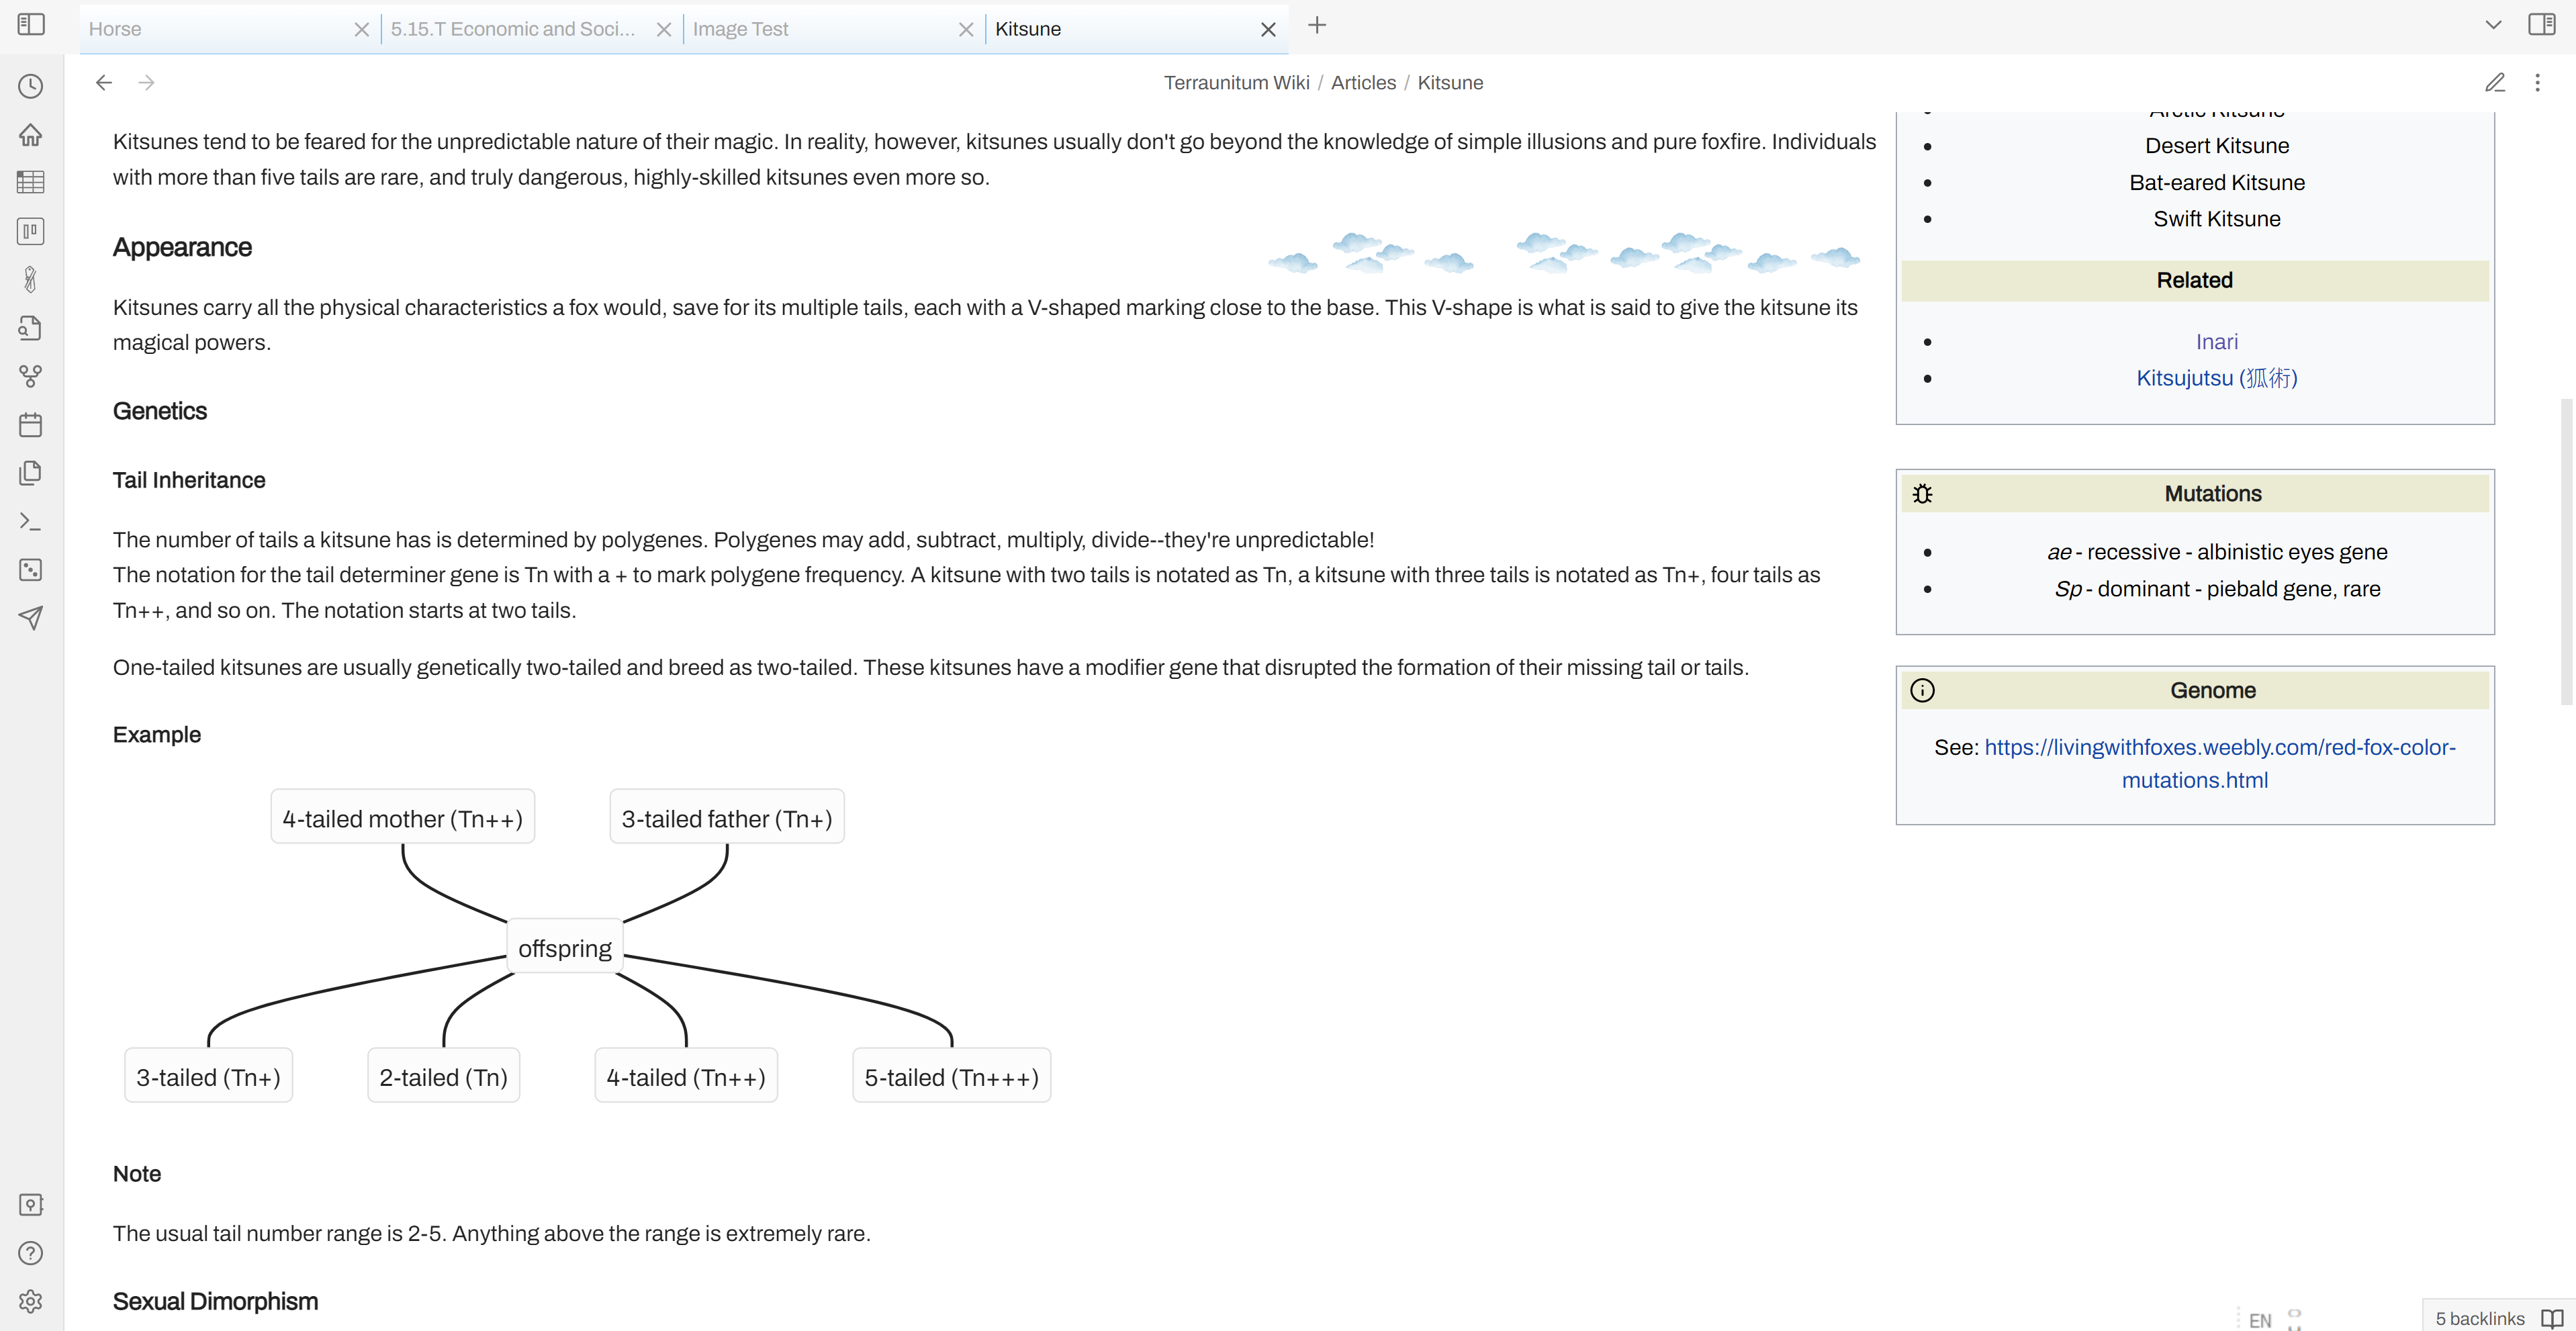 Horse
5.15.T Economic and Soci...
Image Test
Kitsune
Terraunitum Wiki / Articles / Kitsune
Kitsunes tend to be feared for the unpredictable nature of their magic. In reality, however, kitsunes usually don't go beyond the knowledge of simple illusions and pure foxfire. Individuals
with more than five tails are rare, and truly dangerous, highly-skilled kitsunes even more so.
Appearance
Kitsunes carry all the physical characteristics a fox would, save for its multiple tails, each with a V-shaped marking close to the base. This V-shape is what is said to give the kitsune its
magical powers.
Genetics
Tail Inheritance
The number of tails a kitsune has is determined by polygenes. Polygenes may add, subtract, multiply, divide--they're unpredictable!
The notation for the tail determiner gene is Tn with a + to mark polygene frequency. A kitsune with two tails is notated as Tn, a kitsune with three tails is notated as Tn+, four tails as
Tn++, and so on. The notation starts at two tails.
One-tailed kitsunes are usually genetically two-tailed and breed as two-tailed. These kitsunes have a modifier gene that disrupted the formation of their missing tail or tails.
Example
4-tailed mother (Tn++)
3-tailed father (Tn+)
offspring
3-tailed (Tn+)
2-tailed (Tn)
4-tailed (Tn++)
5-tailed (Tn+++)
Note
The usual tail number range is 2-5. Anything above the range is extremely rare.
Sexual Dimorphism
Arctic Kitsune
Desert Kitsune
Bat-eared Kitsune
Swift Kitsune
Related
Inari
Kitsujutsu (狐術)
Mutations
ae - recessive - albinistic eyes gene
Sp - dominant - piebald gene, rare
Genome
See: https://livingwithfoxes.weebly.com/red-fox-color-
mutations.html
EN
5 backlinks